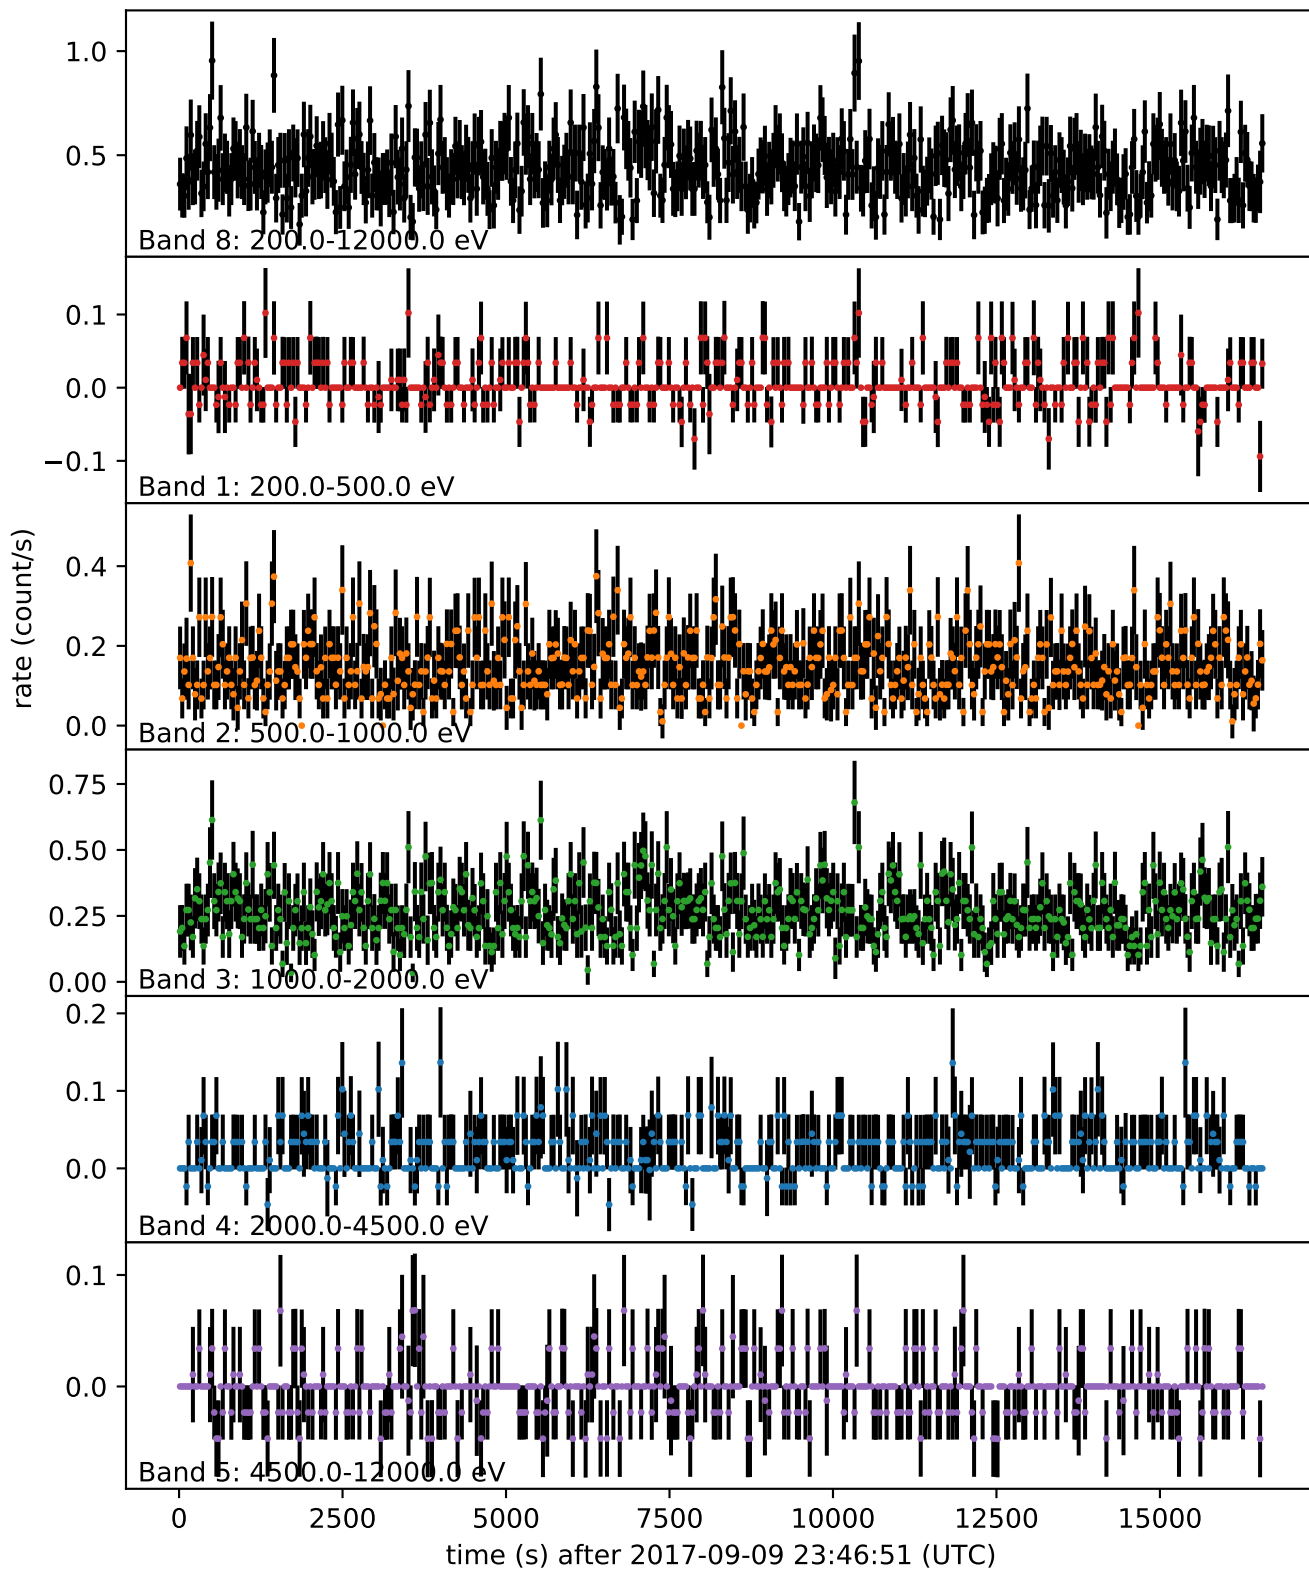 1.0
0.5
Band 8: 200.0-12000.0 eV
0.1
0.0
−0.1
Band 1: 200.0-500.0 eV
rate (count/s)
0.4
0.2
0.0
Band 2: 500.0-1000.0 eV
0.75
0.50
0.25
0.00
Band 3: 1000.0-2000.0 eV
0.2
0.1
0.0
Band 4: 2000.0-4500.0 eV
0.1
0.0
Band 5: 4500.0-12000.0 eV
0 2500 5000 7500 10000 12500 15000
time (s) after 2017-09-09 23:46:51 (UTC)